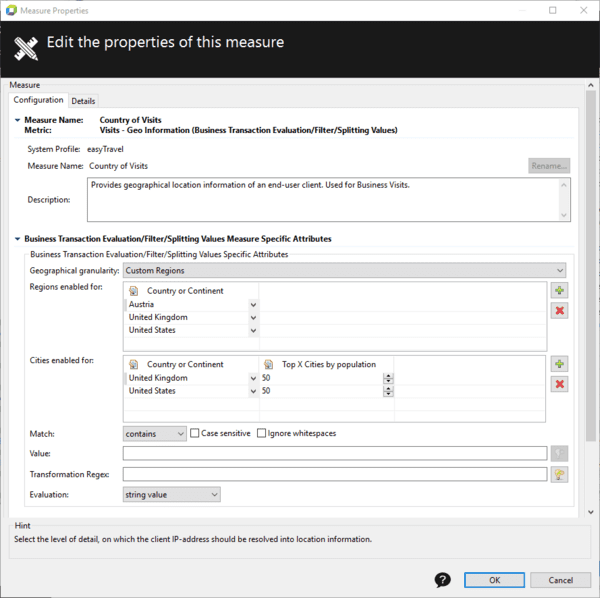 Measure Properties
Edit the properties of this measure
Measure
Configuration Details
Measure Name: Country of Visits
Metric: Visits - Geo Information (Business Transaction Evaluation/Filter/Splitting Values)
System Profile: easyTravel
Measure Name: Country of Visits Rename...
Description: Provides geographical location information of an end-user client. Used for Business Visits.
Business Transaction Evaluation/Filter/Splitting Values Measure Specific Attributes
Business Transaction Evaluation/Filter/Splitting Values Specific Attributes
Geographical granularity: Custom Regions
Regions enabled for: Country or Continent
Austria
United Kingdom
United States
Cities enabled for: Country or Continent Top X Cities by population
United Kingdom 50
United States 50
Match: contains Case sensitive Ignore whitespaces
Value:
Transformation Regex:
Evaluation: string value
Hint
Select the level of detail, on which the client IP-address should be resolved into location information.
? OK Cancel